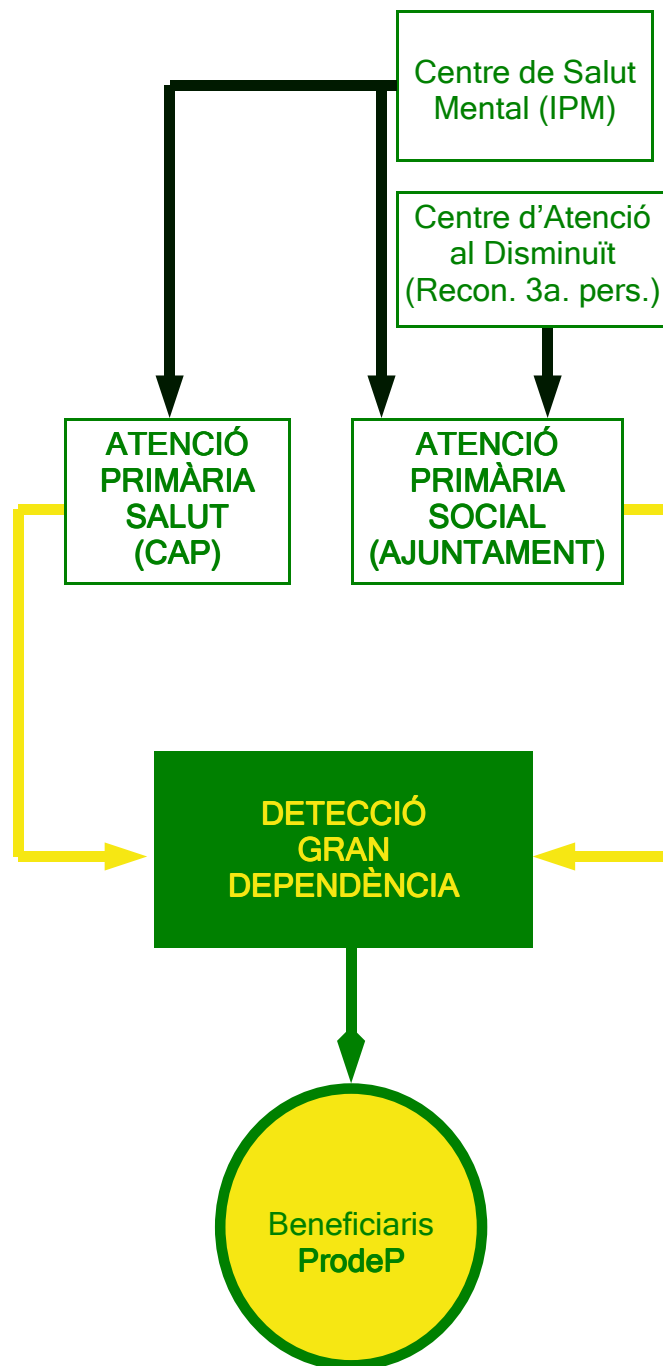 Centre de Salut
Mental (IPM)
Centre d’Atenció
al Disminuït
(Recon. 3a. pers.)
ATENCIÓ
PRIMÀRIA
SALUT
(CAP)
ATENCIÓ
PRIMÀRIA
SOCIAL
(AJUNTAMENT)
DETECCIÓ
GRAN
DEPENDÈNCIA
Beneficiaris
ProdeP